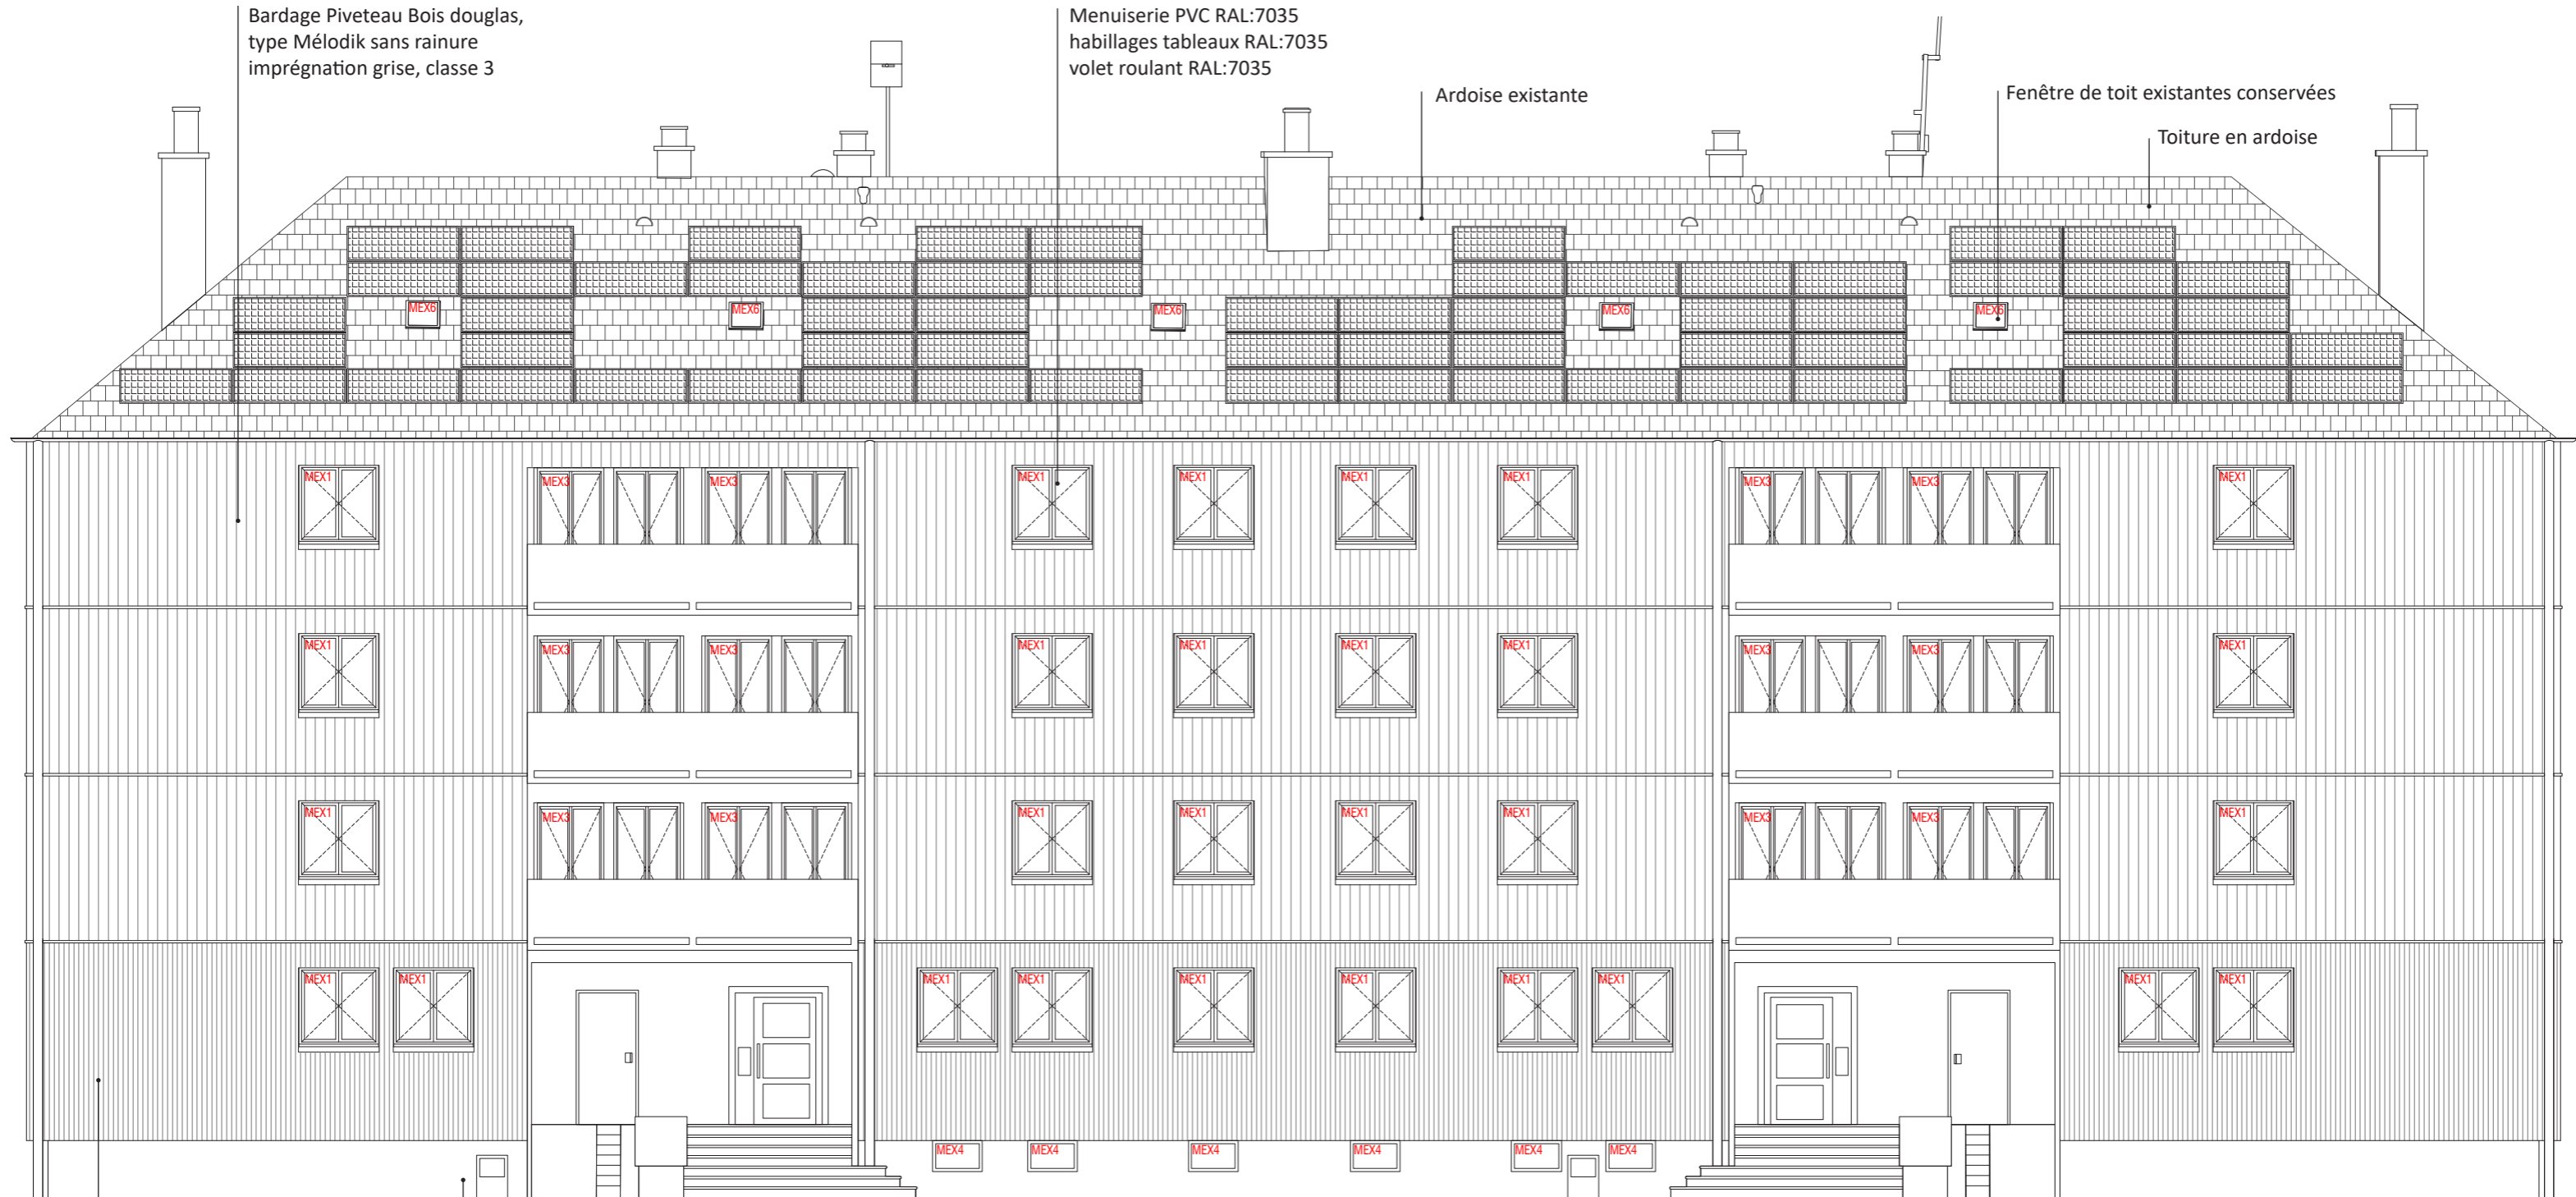 Bardage Piveteau Bois douglas,
type Mélodik sans rainure
imprégnation grise, classe 3
Menuiserie PVC RAL:7035
habillages tableaux RAL:7035
volet roulant RAL:7035
Ardoise existante
Fenêtre de toit existantes conservées
Toiture en ardoise
MEX6 MEX6 MEX6 MEX6 MEX6
MEX1 MEX3 MEX3 MEX1 MEX1 MEX1 MEX1 MEX3 MEX3 MEX1
MEX1 MEX3 MEX3 MEX1 MEX1 MEX1 MEX1 MEX3 MEX3 MEX1
MEX1 MEX3 MEX3 MEX1 MEX1 MEX1 MEX1 MEX3 MEX3 MEX1
MEX1 MEX1 MEX1 MEX1 MEX1 MEX1 MEX1 MEX1 MEX1 MEX1
MEX4 MEX4 MEX4 MEX4 MEX4 MEX4